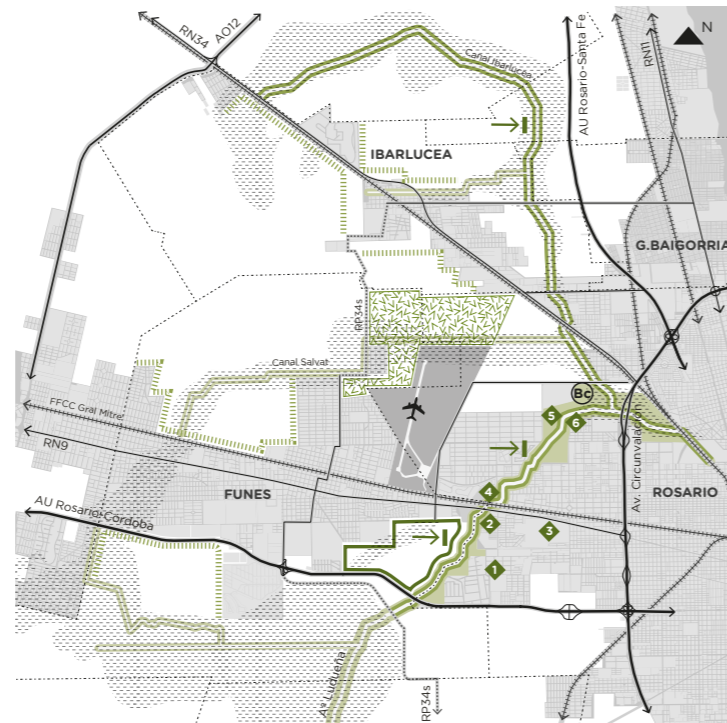 RN34
AO12
AU Rosario-Santa Fe
RN11
N
Canal Ibarlucea
IBARLUCEA
G.BAIGORRIA
RP34s
Canal Salvat
FFCC Gral Mitre
RN9
Bc
5
6
Av. Circunvalación
4
ROSARIO
FUNES
2
3
AU Rosario-Córdoba
1
Aº Ludueña
RP34s